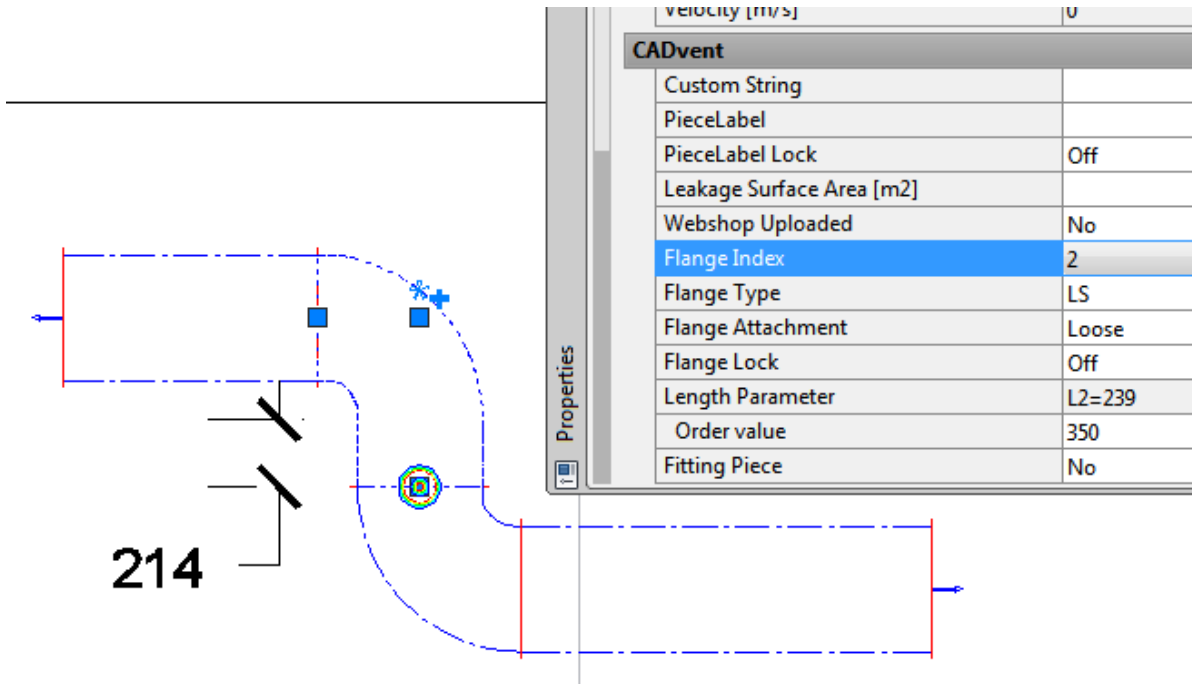 Velocity [m/s] 0
CADvent
Custom String
PieceLabel
PieceLabel Lock Off
Leakage Surface Area [m2]
Webshop Uploaded No
Flange Index 2
Flange Type LS
Flange Attachment Loose
Flange Lock Off
Length Parameter L2=239
Order value 350
Fitting Piece No
Properties
214